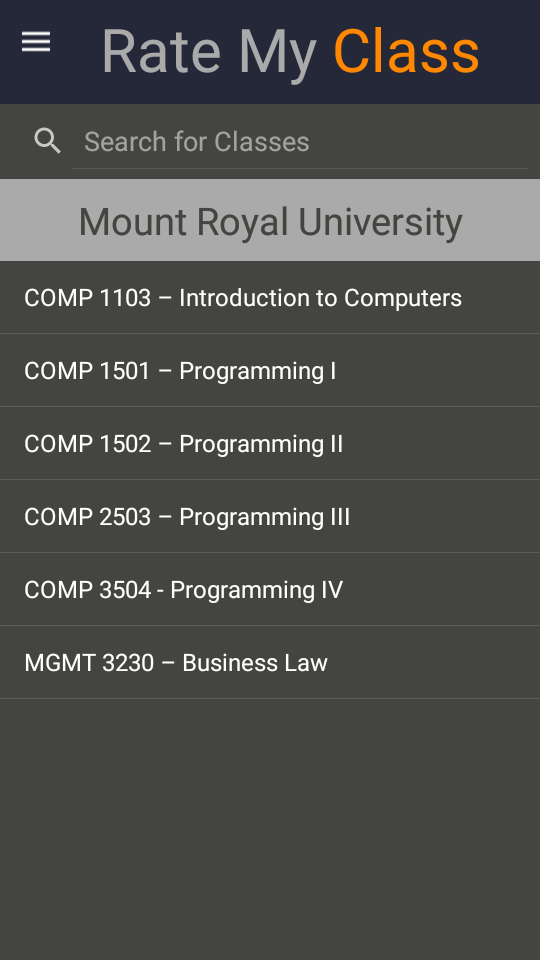 Rate My Class
Search for Classes
Mount Royal University
COMP 1103 – Introduction to Computers
COMP 1501 – Programming I
COMP 1502 – Programming II
COMP 2503 – Programming III
COMP 3504 - Programming IV
MGMT 3230 – Business Law